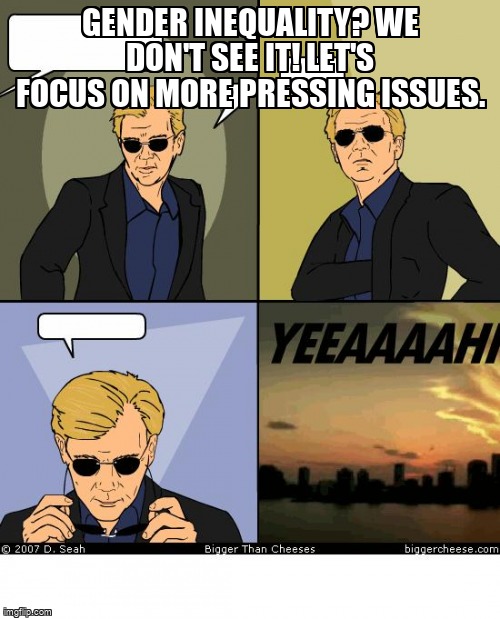 GENDER INEQUALITY? WE
DON'T SEE IT! LET'S
FOCUS ON MORE PRESSING ISSUES.
YEEAAAAH
© 2007 D. Seah Bigger Than Cheeses biggercheese.com
imgflip.com